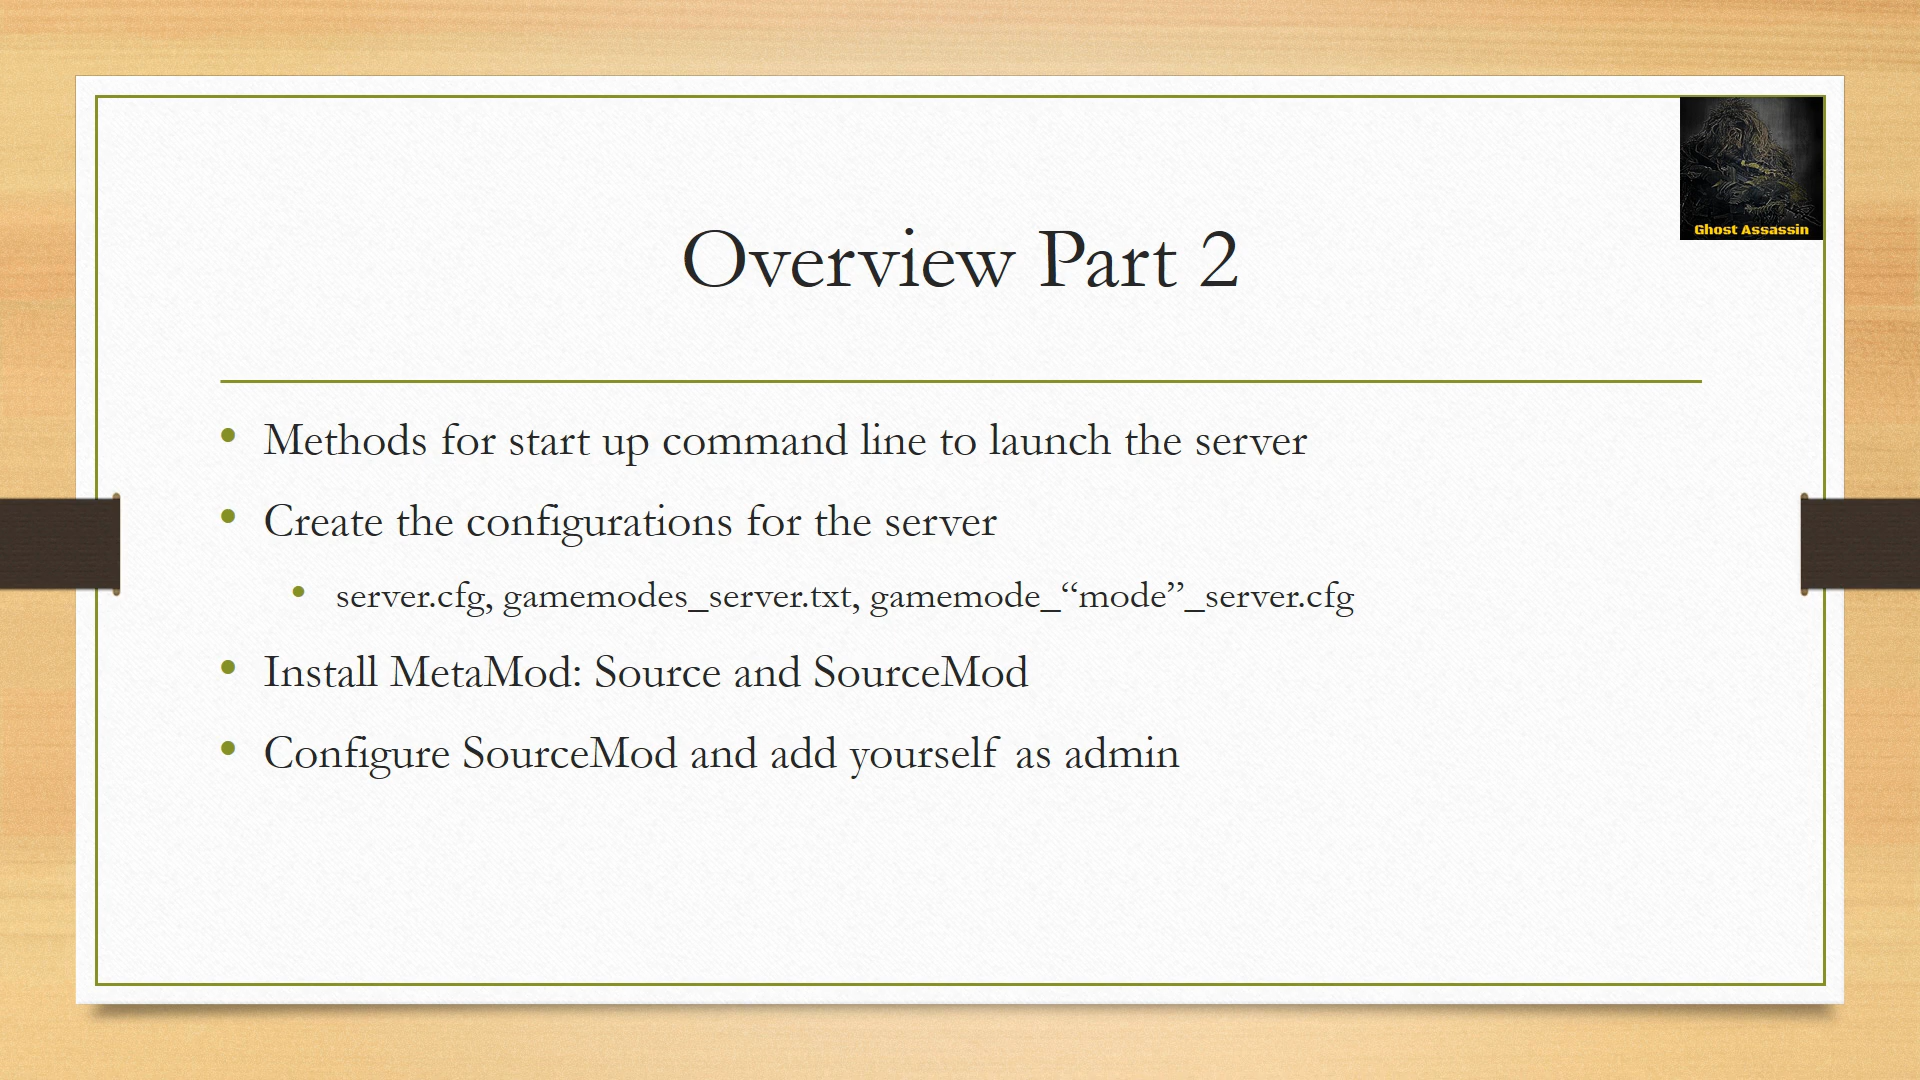 Ghost Assassin
Overview Part 2
• Methods for start up command line to launch the server
• Create the configurations for the server
• server.cfg, gamemodes_server.txt, gamemode_“mode”_server.cfg
• Install MetaMod: Source and SourceMod
• Configure SourceMod and add yourself as admin